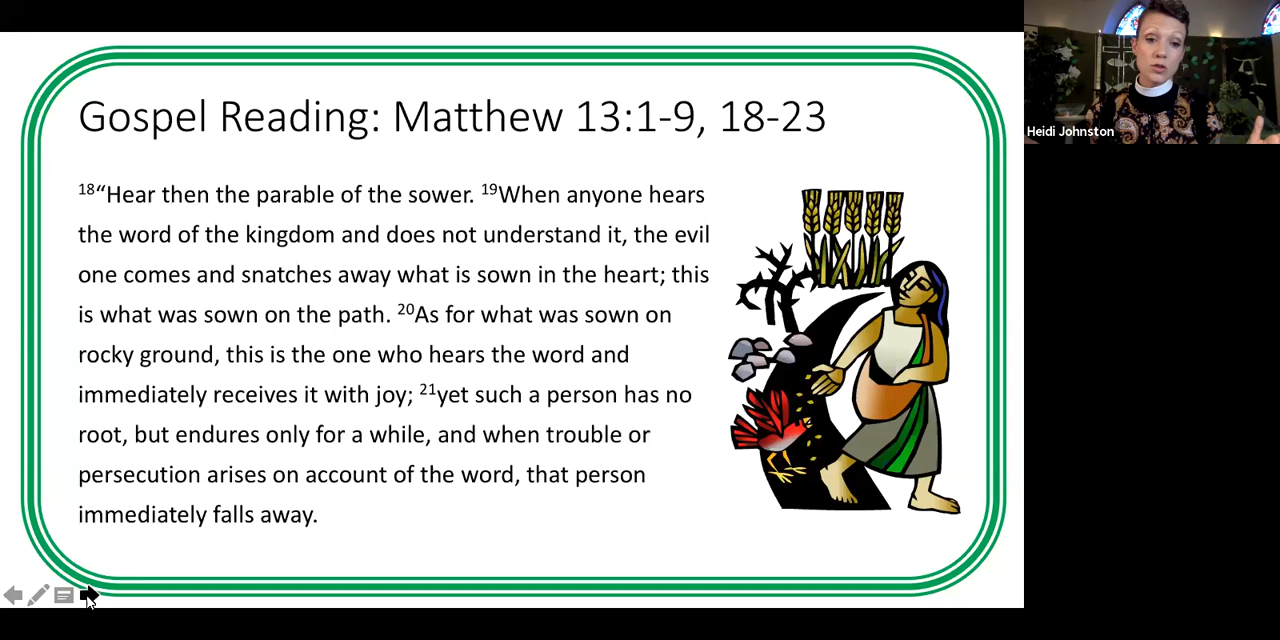 Gospel Reading: Matthew 13:1-9, 18-23
18“Hear then the parable of the sower. 19When anyone hears
the word of the kingdom and does not understand it, the evil
one comes and snatches away what is sown in the heart; this
is what was sown on the path. 20As for what was sown on
rocky ground, this is the one who hears the word and
immediately receives it with joy; 21yet such a person has no
root, but endures only for a while, and when trouble or
persecution arises on account of the word, that person
immediately falls away.
Heidi Johnston